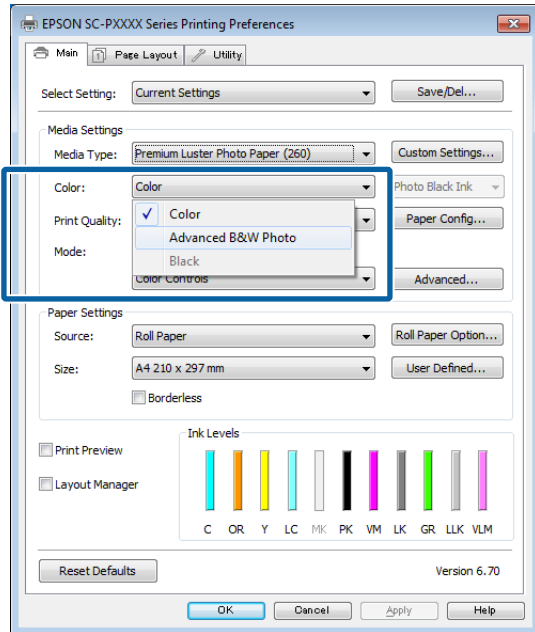 EPSON SC-PXXXX Series Printing Preferences
Main Page Layout Utility
Select Setting: Current Settings Save/Del...
Media Settings
Media Type: Premium Luster Photo Paper (260) Custom Settings...
Color: Color Photo Black Ink
Print Quality: Color Paper Config...
Advanced B&W Photo
Mode:
Black
Color Controls Advanced...
Paper Settings
Source: Roll Paper Roll Paper Option...
Size: A4 210 x 297 mm User Defined...
Borderless
Ink Levels
Print Preview
Layout Manager
C OR Y LC MK PK VM LK GR LLK VLM
Reset Defaults Version 6.70
OK Cancel Apply Help